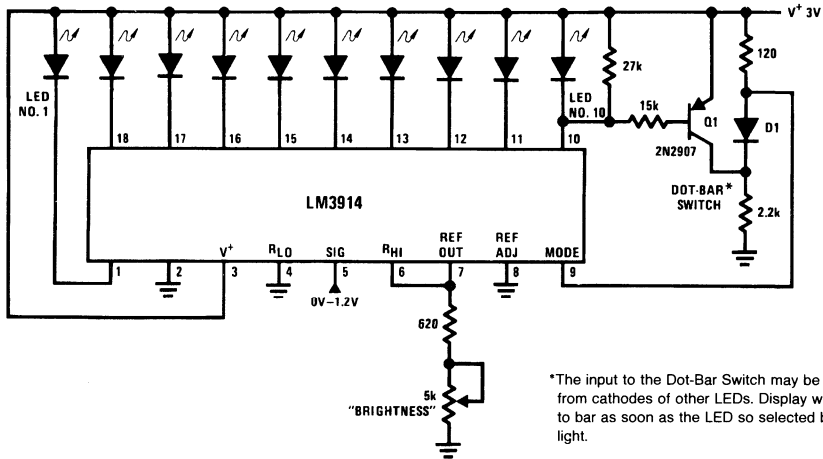 V+ 3V
120
27k
LED
NO. 1
LED
NO. 10
15k
Q1
D1
2N2907
18
17
16
15
14
13
12
11
10
DOT-BAR*
SWITCH
2.2k
LM3914
V+
RLO
SIG
RHI
REF
OUT
REF
ADJ
MODE
1
2
3
4
5
6
7
8
9
0V–1.2V
620
5k
"BRIGHTNESS"
*The input to the Dot-Bar Switch may be
from cathodes of other LEDs. Display
to bar as soon as the LED so selected
light.